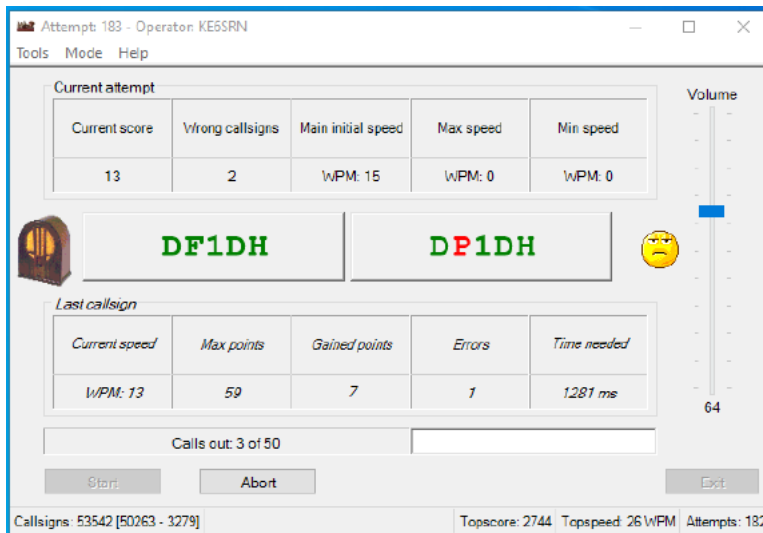 Attempt: 183 - Operator: KE6SRN
Tools Mode Help
Current attempt
Volume
Current score Wrong callsigns Main initial speed Max speed Min speed
13 2 WPM: 15 WPM: 0 WPM: 0
DF1DH DP1DH
Last callsign
Current speed Max points Gained points Errors Time needed
WPM: 13 59 7 1 1281 ms
64
Calls out: 3 of 50
Start Abort Exit
Callsigns: 53542 [50263 - 3279] Topscore: 2744 Topspeed: 26 WPM Attempts: 182